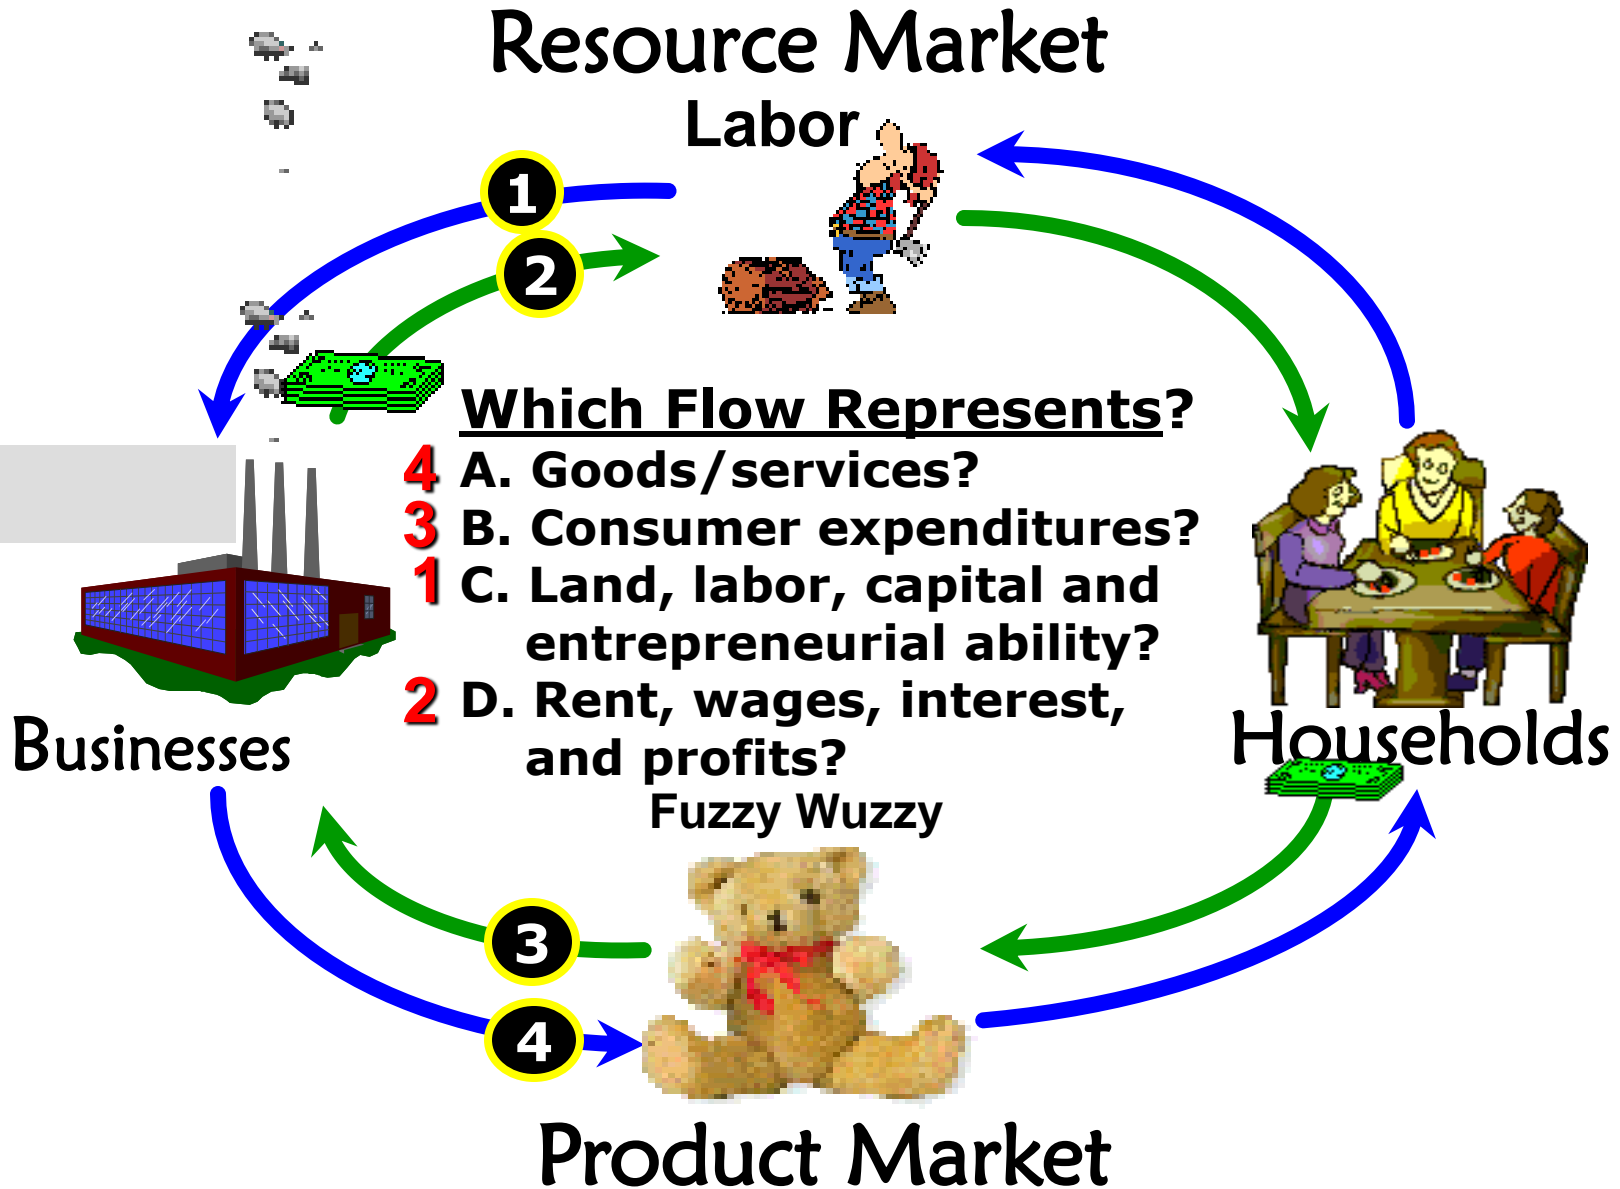 Resource Market
Labor
1
2
Which Flow Represents?
4 A. Goods/services?
3 B. Consumer expenditures?
1 C. Land, labor, capital and
entrepreneurial ability?
2 D. Rent, wages, interest,
and profits?
Businesses
Households
Fuzzy Wuzzy
3
4
Product Market